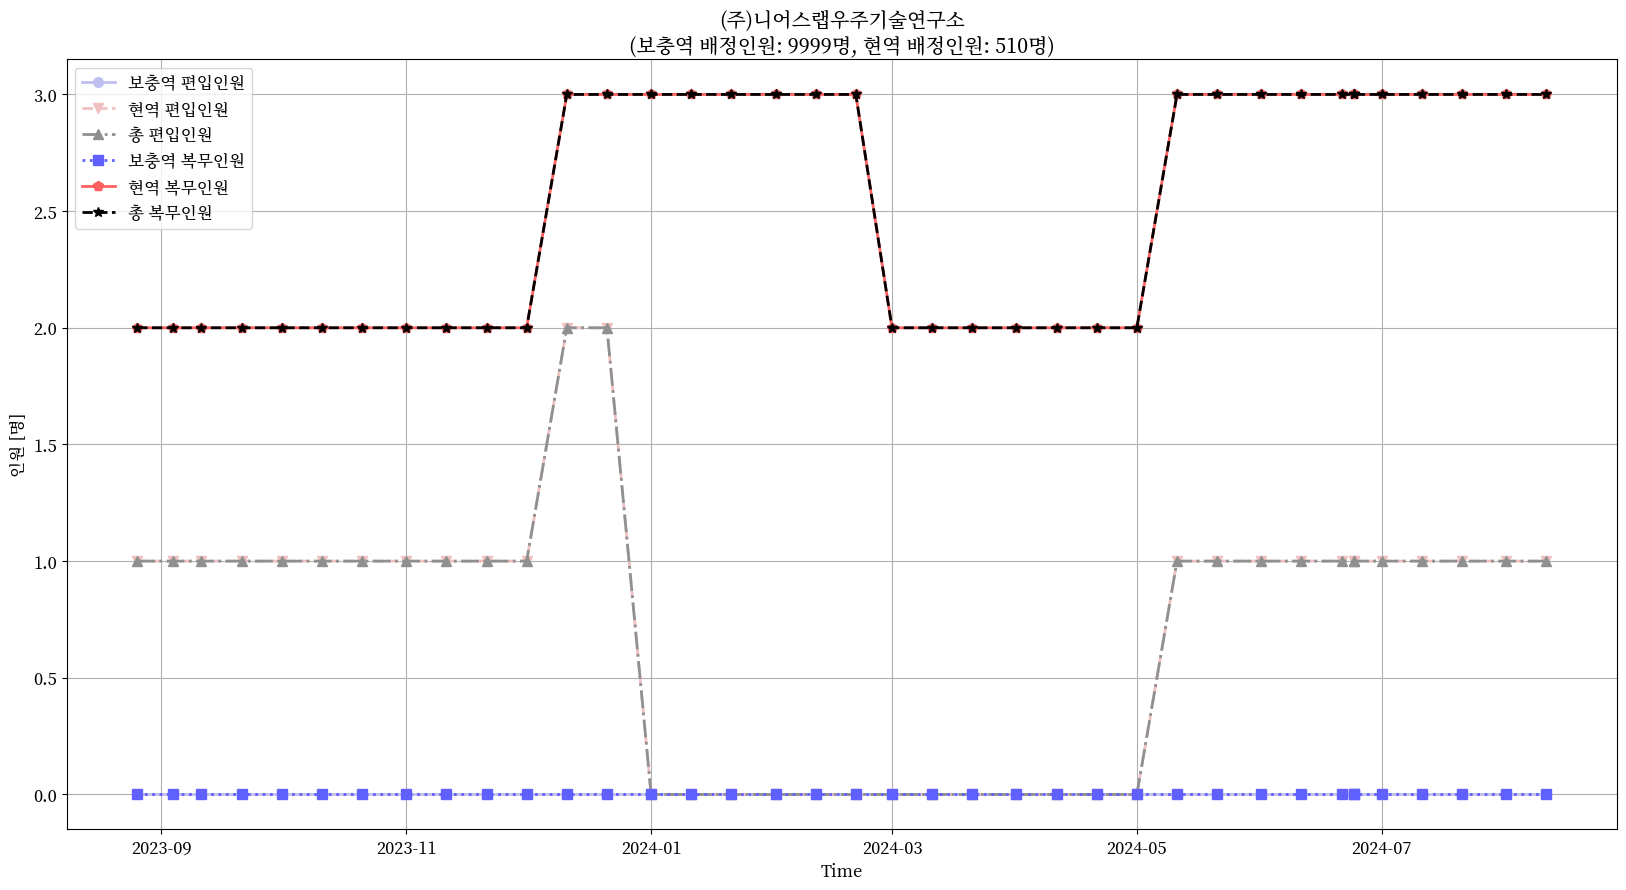 (주)니어스랩우주기술연구소
(보충역 배정인원: 9999명, 현역 배정인원: 510명)
보충역 편입인원
현역 편입인원
총 편입인원
보충역 복무인원
현역 복무인원
총 복무인원
3.0
2.5
2.0
1.5
1.0
0.5
0.0
인원 [명]
2023-09
2023-11
2024-01
2024-03
2024-05
2024-07
Time